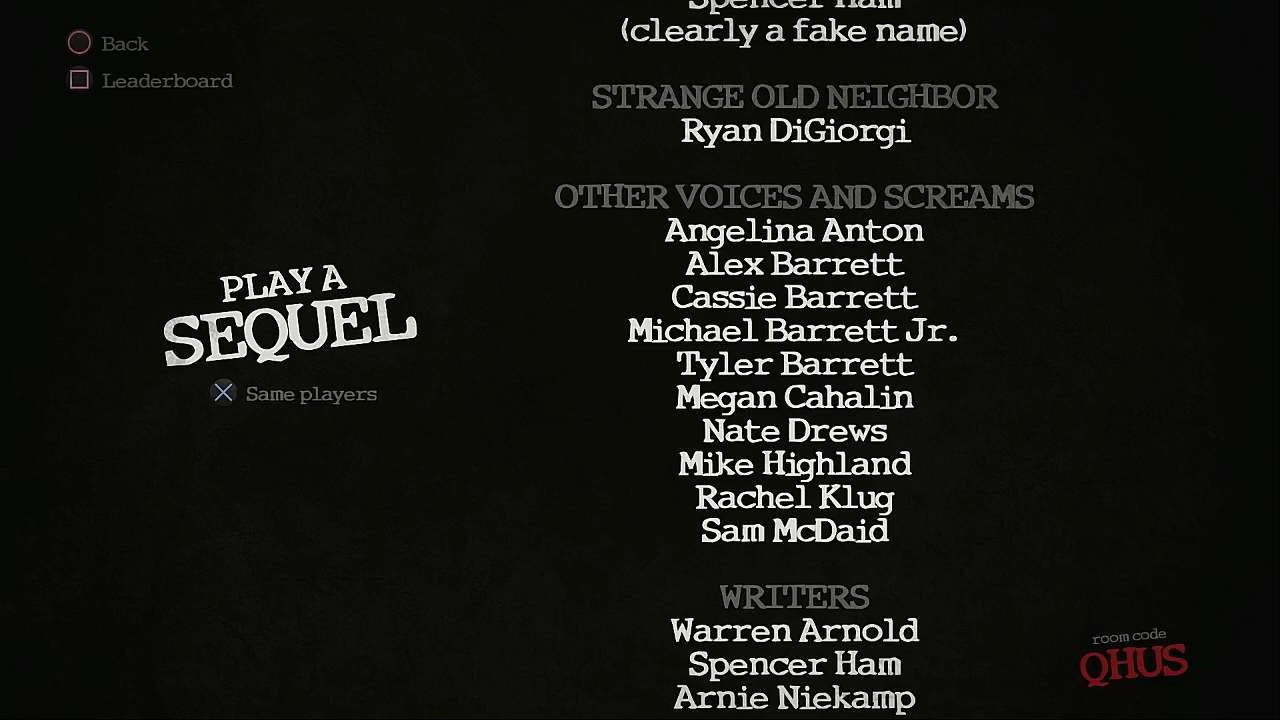 Back
Leaderboard
PLAY A
SEQUEL
Same players
Spencer Ham
(clearly a fake name)
STRANGE OLD NEIGHBOR
Ryan DiGiorgi
OTHER VOICES AND SCREAMS
Angelina Anton
Alex Barrett
Cassie Barrett
Michael Barrett Jr.
Tyler Barrett
Megan Cahalin
Nate Drews
Mike Highland
Rachel Klug
Sam McDaid
WRITERS
Warren Arnold
Spencer Ham
Arnie Niekamp
room code
QHUS